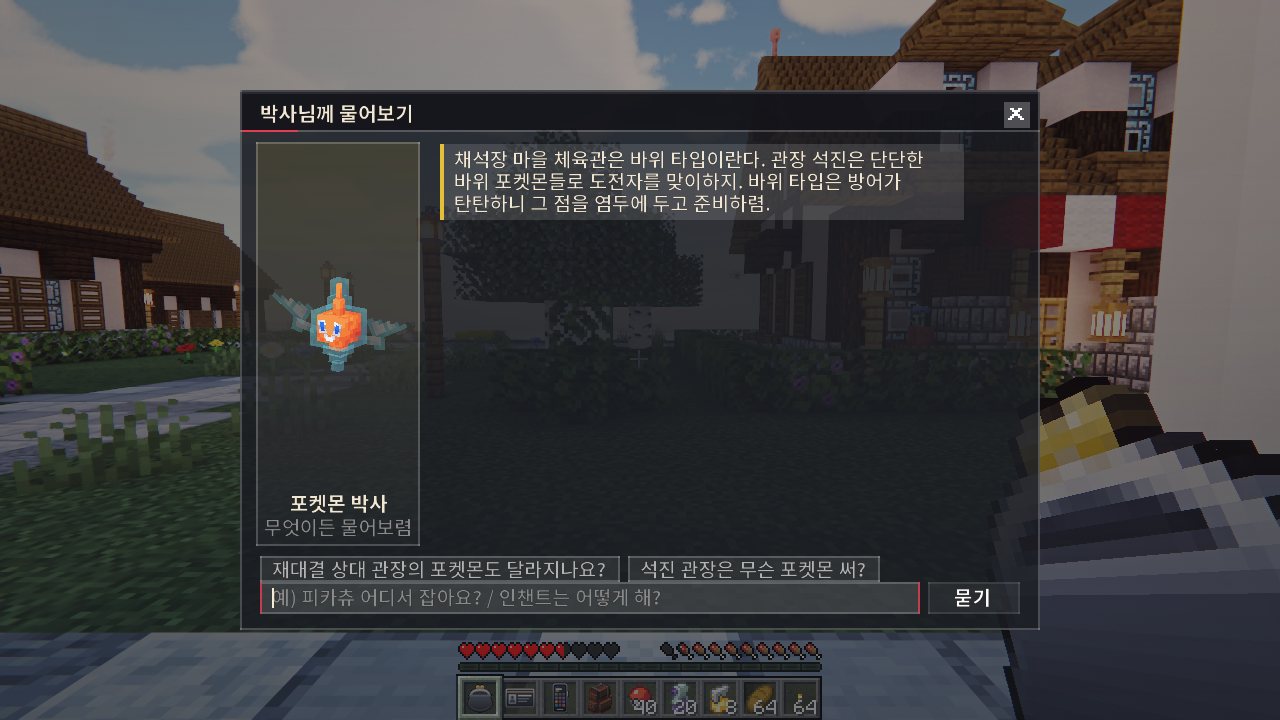 박사님께 물어보기
채석장 마을 체육관은 바위 타입이란다. 관장 석진은 단단한
바위 포켓몬들로 도전자를 맞이하지. 바위 타입은 방어가
탄탄하니 그 점을 염두에 두고 준비하렴.
포켓몬 박사
무엇이든 물어보렴
재대결 상대 관장의 포켓몬도 달라지나요?
석진 관장은 무슨 포켓몬 써?
예) 피카츄 어디서 잡아요? / 인챈트는 어떻게 해?
묻기
40 20 3 64 64